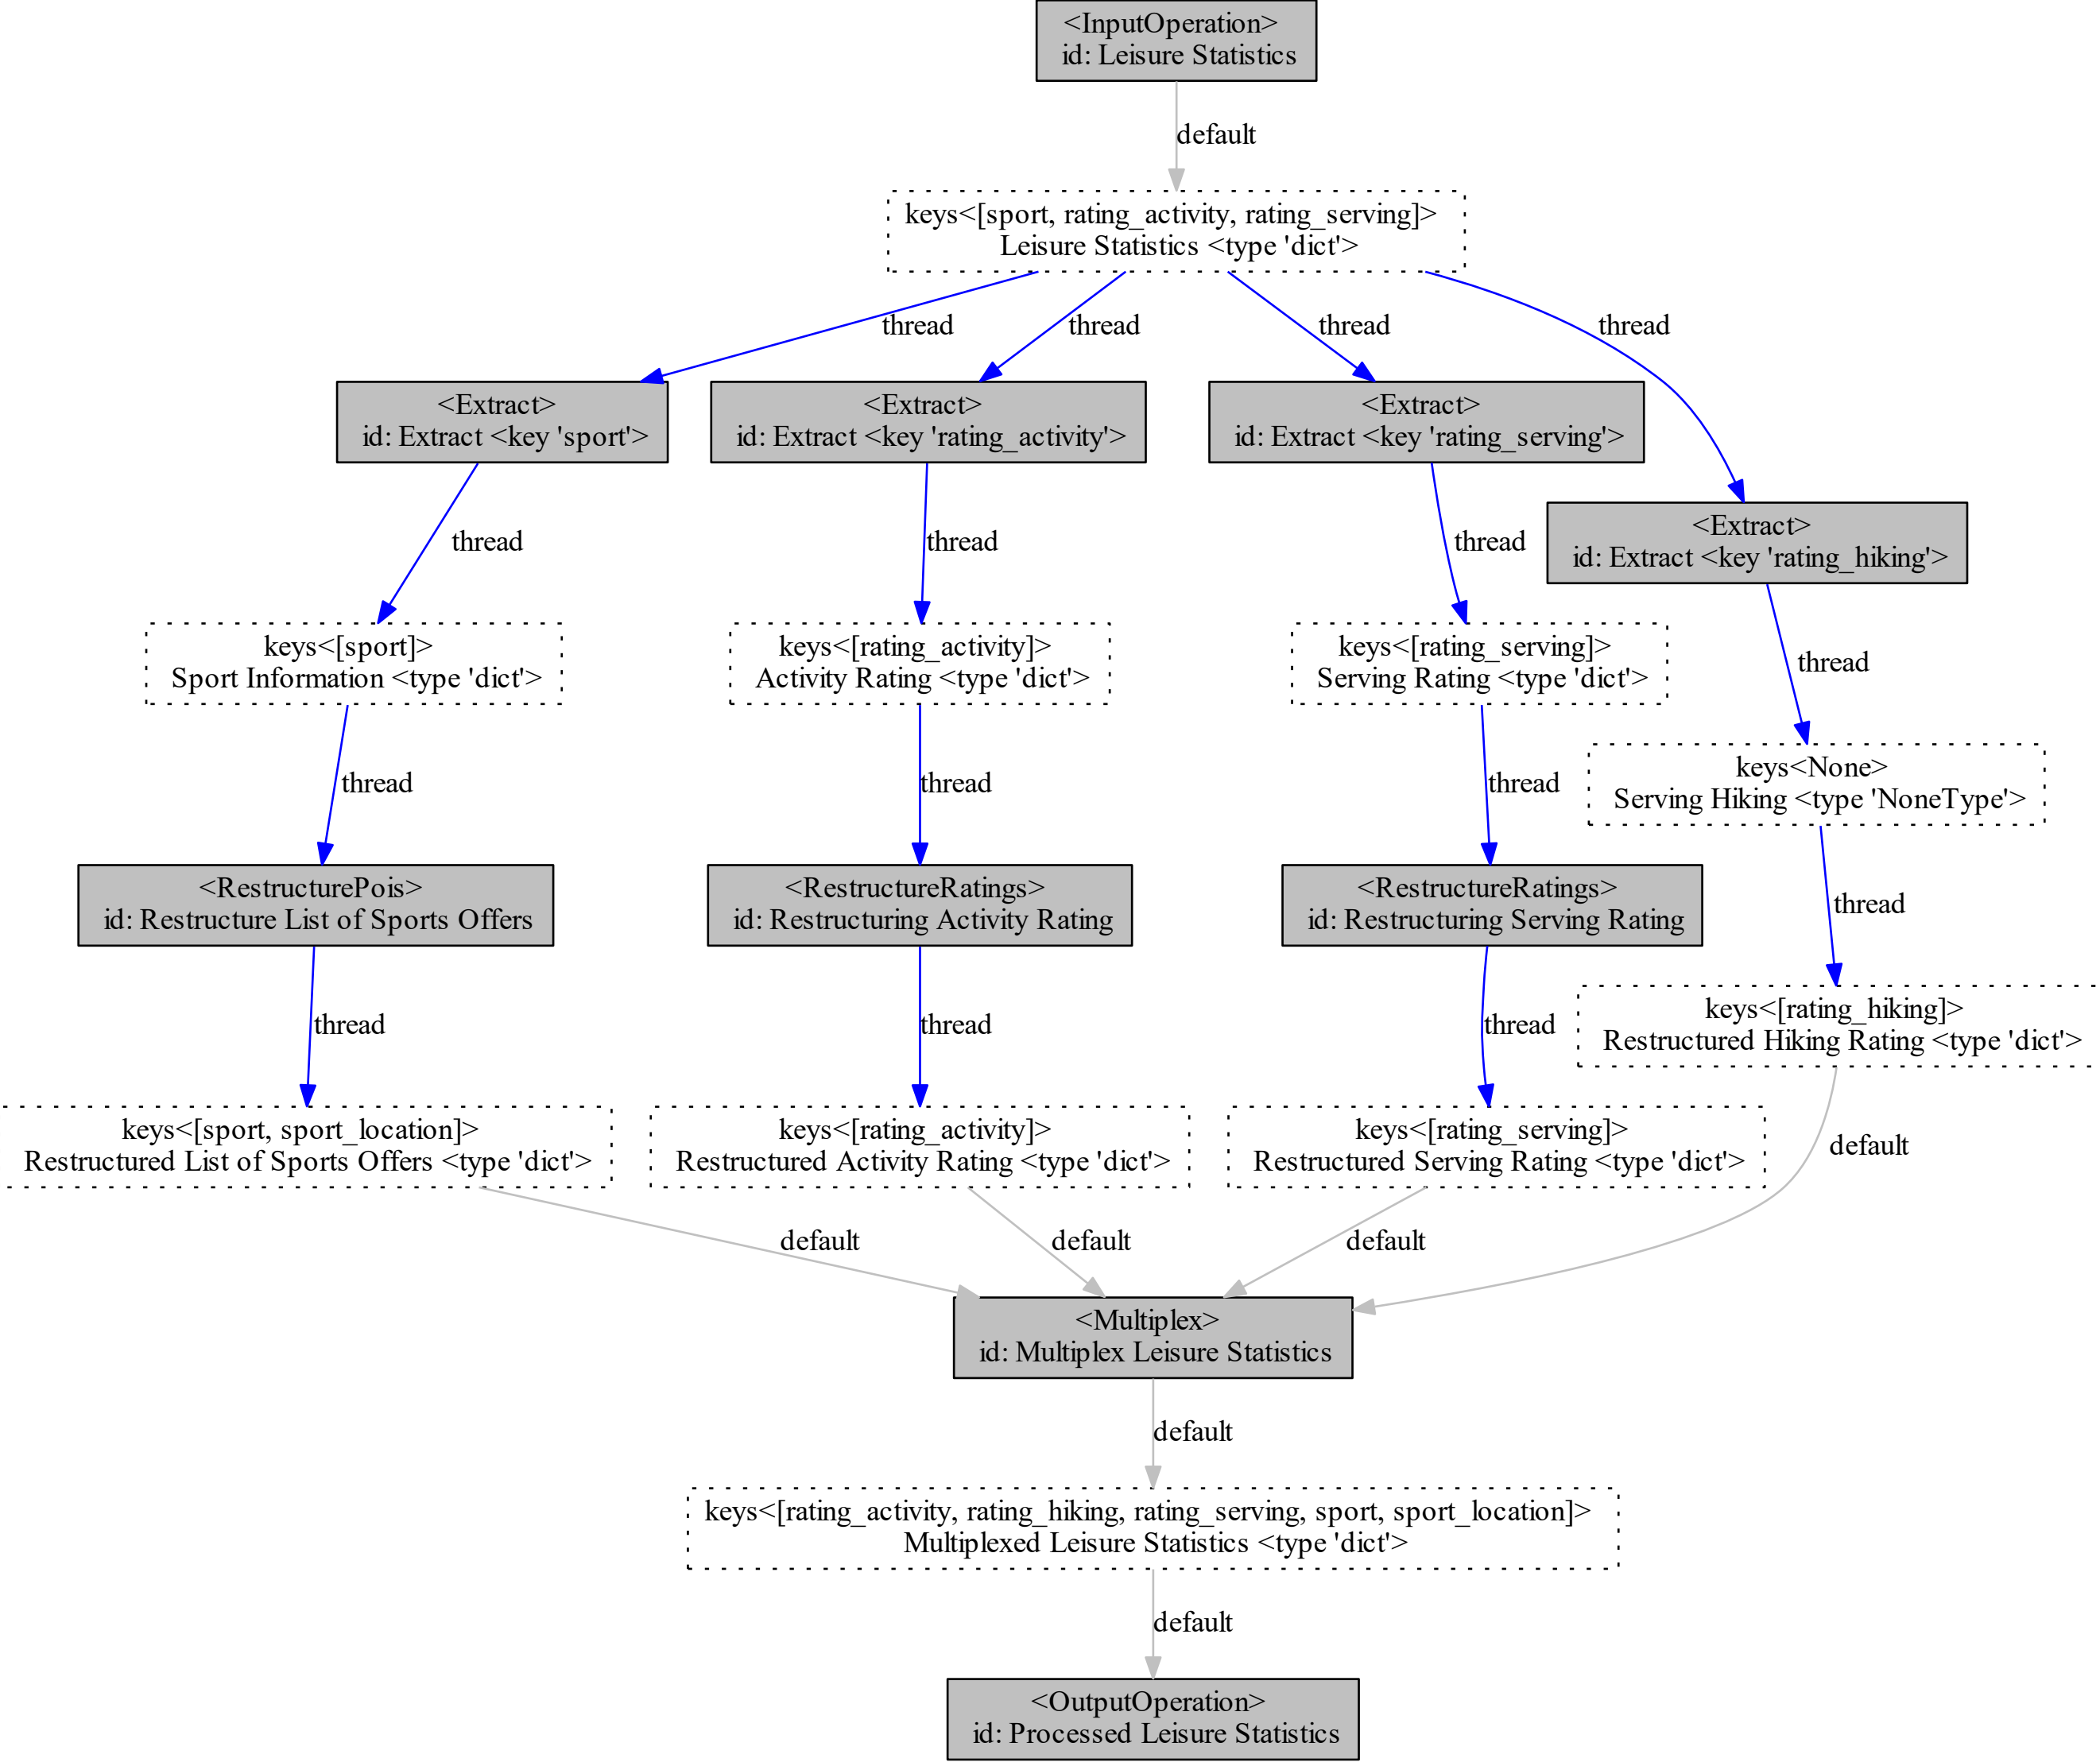 <InputOperation>
id: Leisure Statistics
default
keys<[sport, rating_activity, rating_serving]>
Leisure Statistics <type 'dict'>
thread
thread
thread
thread
<Extract>
id: Extract <key 'sport'>
<Extract>
id: Extract <key 'rating_activity'>
<Extract>
id: Extract <key 'rating_serving'>
<Extract>
id: Extract <key 'rating_hiking'>
thread
thread
thread
thread
keys<[sport]>
Sport Information <type 'dict'>
keys<[rating_activity]>
Activity Rating <type 'dict'>
keys<[rating_serving]>
Serving Rating <type 'dict'>
keys<None>
Serving Hiking <type 'NoneType'>
thread
thread
thread
thread
<RestructurePois>
id: Restructure List of Sports Offers
<RestructureRatings>
id: Restructuring Activity Rating
<RestructureRatings>
id: Restructuring Serving Rating
keys<[rating_hiking]>
Restructured Hiking Rating <type 'dict'>
thread
thread
thread
keys<[sport, sport_location]>
Restructured List of Sports Offers <type 'dict'>
keys<[rating_activity]>
Restructured Activity Rating <type 'dict'>
keys<[rating_serving]>
Restructured Serving Rating <type 'dict'>
default
default
default
default
<Multiplex>
id: Multiplex Leisure Statistics
default
keys<[rating_activity, rating_hiking, rating_serving, sport, sport_location]>
Multiplexed Leisure Statistics <type 'dict'>
default
<OutputOperation>
id: Processed Leisure Statistics